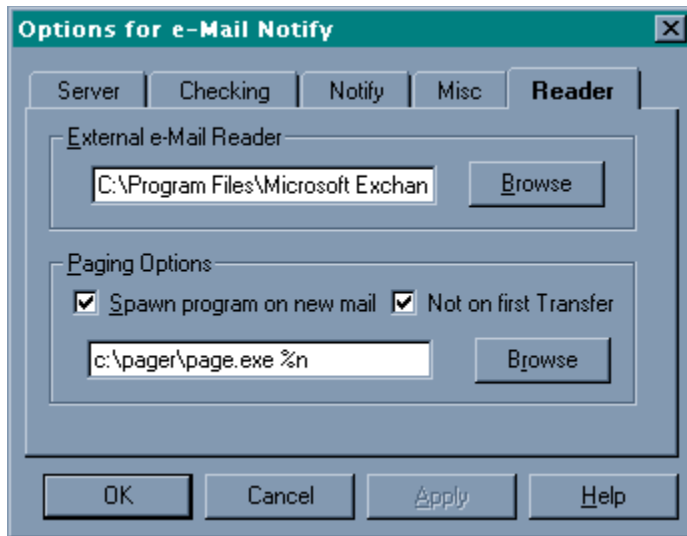 Options for e-Mail Notify
Server Checking Notify Misc Reader
External e-Mail Reader
C:\Program Files\Microsoft Exchan Browse
Paging Options
Spawn program on new mail Not on first Transfer
c:\pager\page.exe %n Browse
OK Cancel Apply Help